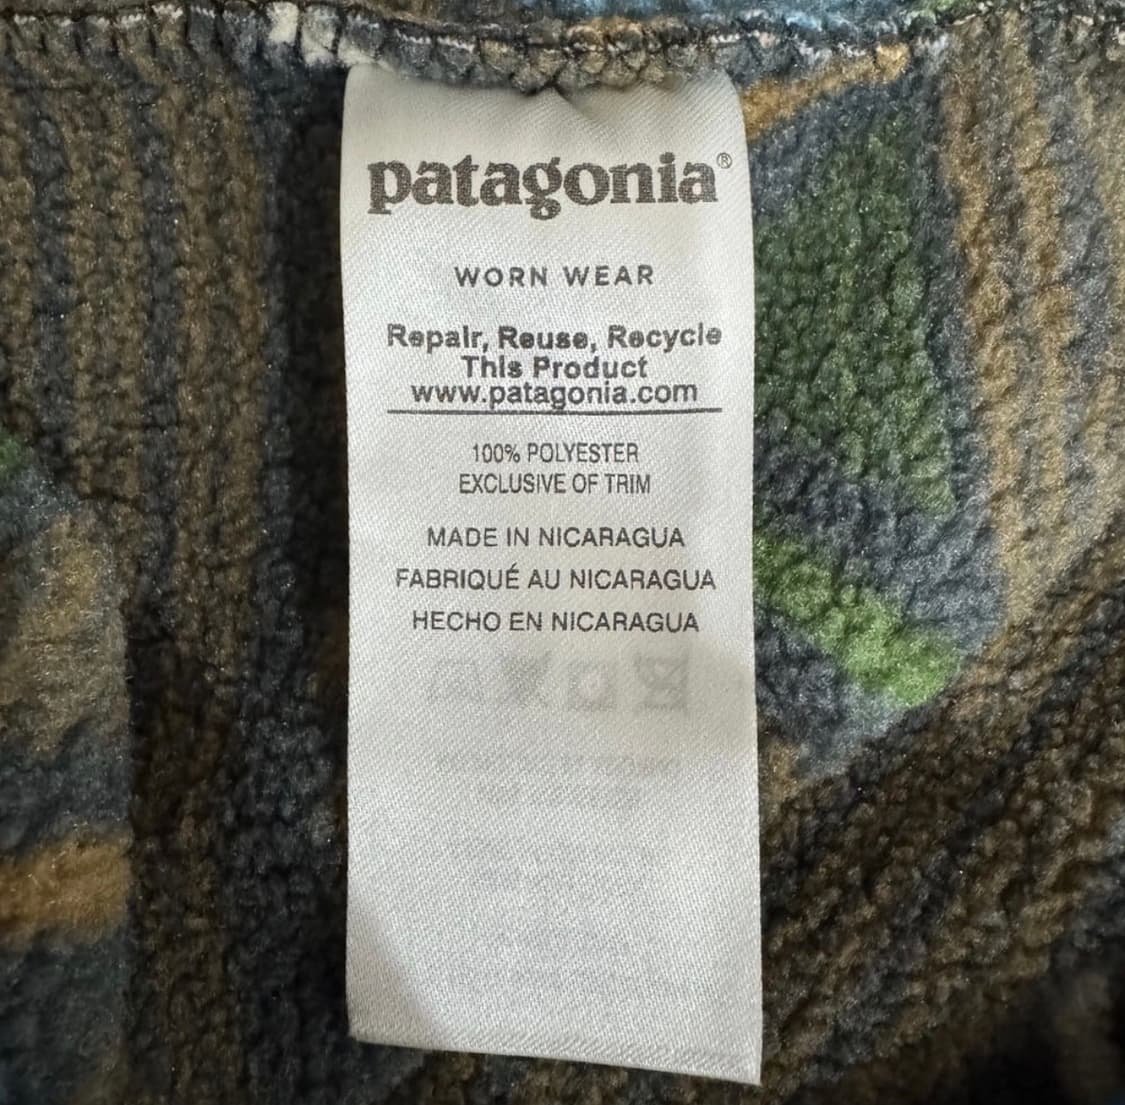 patagonia®
WORN WEAR
Repair, Reuse, Recycle
This Product
www.patagonia.com
100% POLYESTER
EXCLUSIVE OF TRIM
MADE IN NICARAGUA
FABRIQUÉ AU NICARAGUA
HECHO EN NICARAGUA